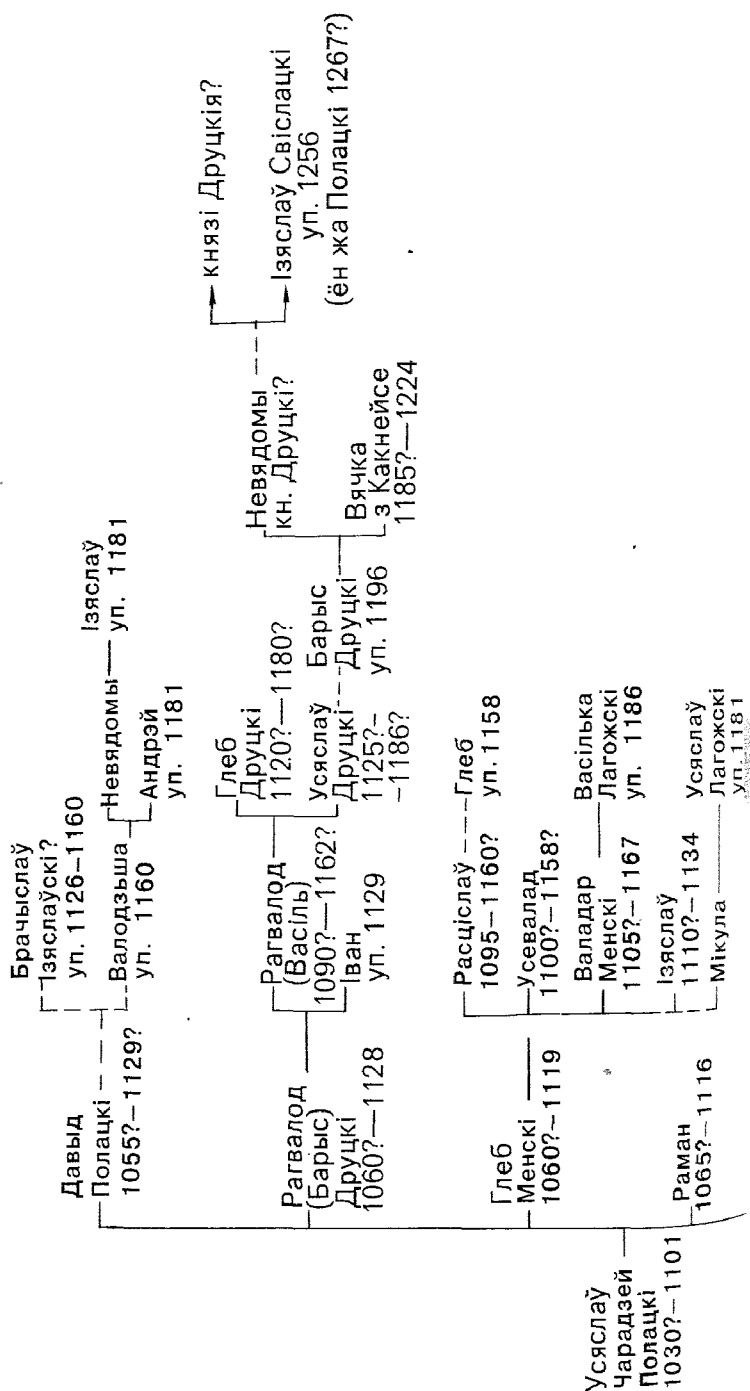 Усяслаў
Чарадзей
Полацкі
1030?–1101
Давыд
Полацкі
1055?–1129?
Брачыслаў
Ізяслаўскі?
уп. 1126–1160
Валодзьша
уп. 1160
Невядомы
Ізяслаў
уп. 1181
Андрэй
уп. 1181
Рагвалод
(Барыс)
Друцкі
1060?–1128
Рагвалод
(Васіль)
1090?–1162?
Іван
уп. 1129
Глеб
Друцкі
1120?–1180?
Усяслаў
Друцкі
1125?–
–1186?
Барыс
Друцкі
уп. 1196
Невядомы
кн. Друцкі?
Вячка
з Какнейсе
1185?–1224
князі Друцкія?
Ізяслаў Свіслацкі
уп. 1256
(ён жа Полацкі 1267?)
Глеб
Менскі
1060?–1119
Расціслаў
1095–1160?
Глеб
уп. 1158
Усевалад
1100?–1158?
Валадар
Менскі
1105?–1167
Васілька
Лагожскі
уп. 1186
Ізяслаў
1110?–1134
Мікула
Усяслаў
Лагожскі
уп. 1181
Раман
1065?–1116